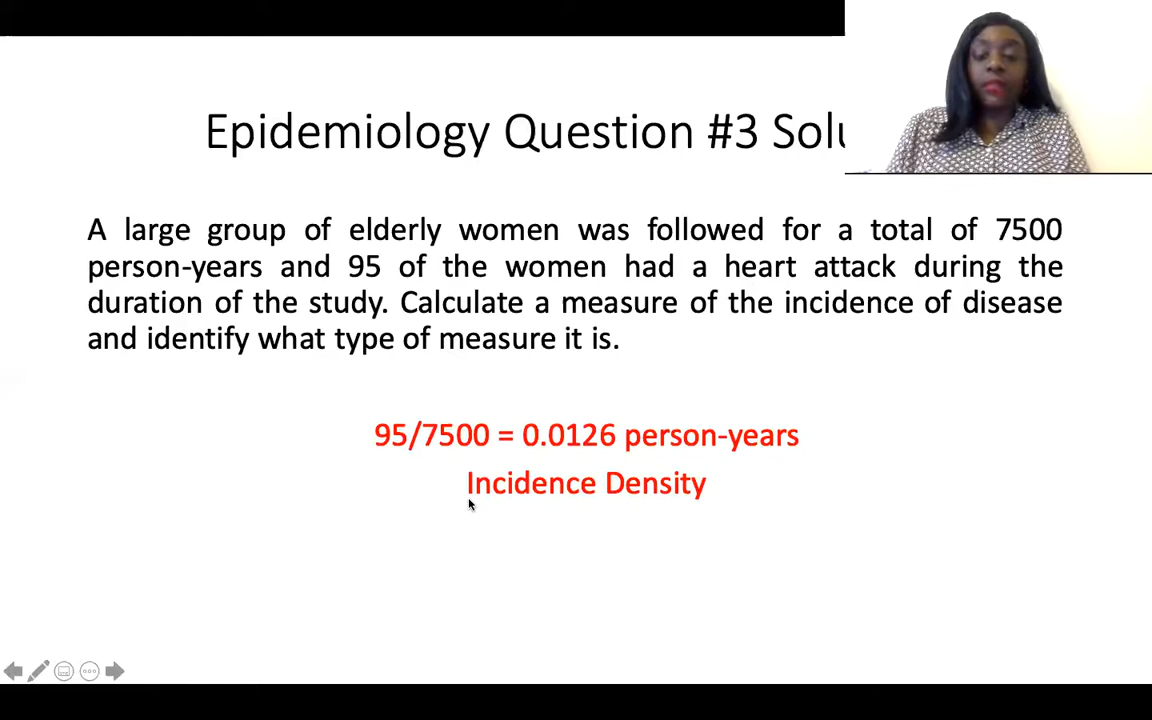 Epidemiology Question #3 Solu
A large group of elderly women was followed for a total of 7500
person-years and 95 of the women had a heart attack during the
duration of the study. Calculate a measure of the incidence of disease
and identify what type of measure it is.
95/7500 = 0.0126 person-years
Incidence Density